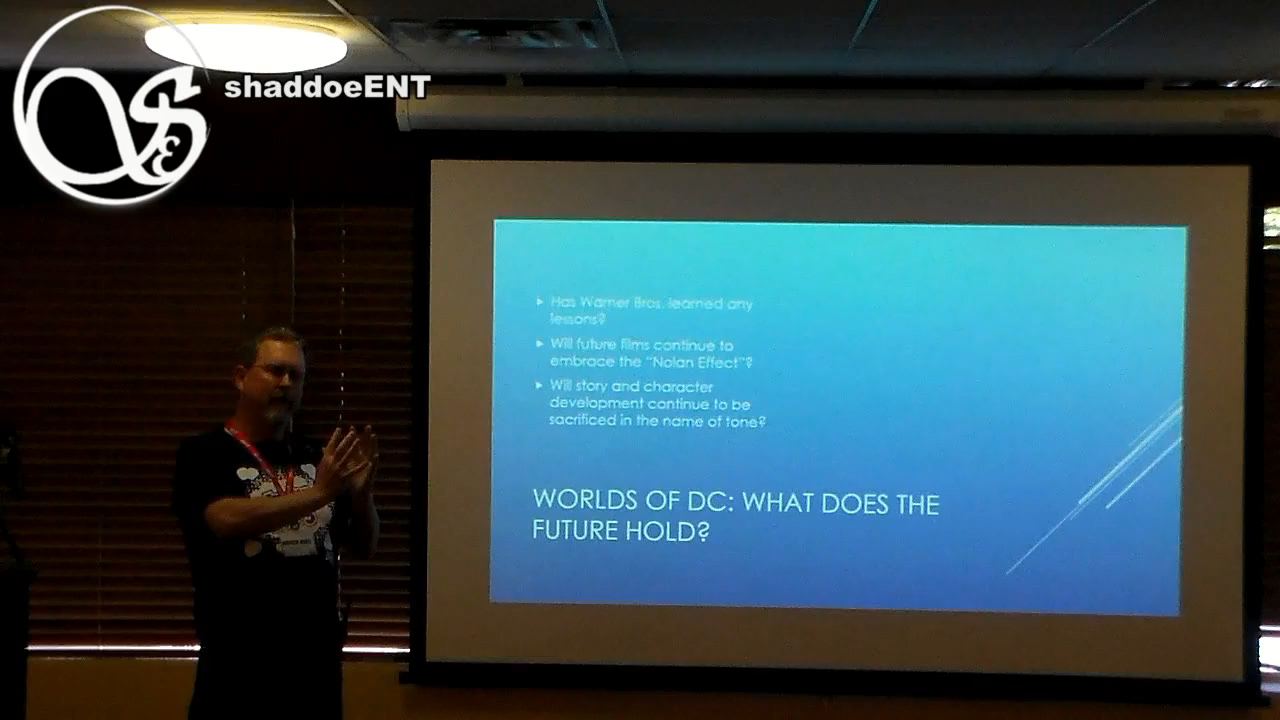 shaddoeENT
Has Warner Bros. learned any
lessons?
Will future films continue to
embrace the "Nolan Effect"?
Will story and character
development continue to be
sacrificed in the name of tone?
WORLDS OF DC: WHAT DOES THE
FUTURE HOLD?